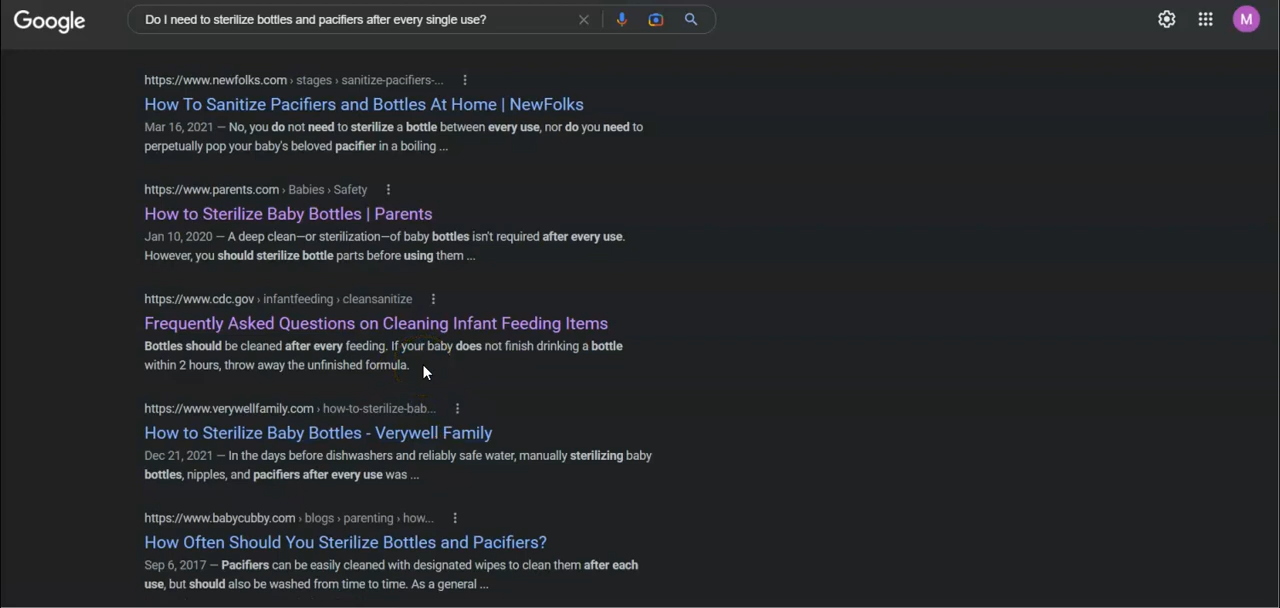 Google
Do I need to sterilize bottles and pacifiers after every single use?
M
https://www.newfolks.com › stages › sanitize-pacifiers-...
How To Sanitize Pacifiers and Bottles At Home | NewFolks
Mar 16, 2021 — No, you do not need to sterilize a bottle between every use, nor do you need to
perpetually pop your baby's beloved pacifier in a boiling ...
https://www.parents.com › Babies › Safety
How to Sterilize Baby Bottles | Parents
Jan 10, 2020 — A deep clean—or sterilization—of baby bottles isn't required after every use.
However, you should sterilize bottle parts before using them ...
https://www.cdc.gov › infantfeeding › cleansanitize
Frequently Asked Questions on Cleaning Infant Feeding Items
Bottles should be cleaned after every feeding. If your baby does not finish drinking a bottle
within 2 hours, throw away the unfinished formula.
https://www.verywellfamily.com › how-to-sterilize-bab...
How to Sterilize Baby Bottles - Verywell Family
Dec 21, 2021 — In the days before dishwashers and reliably safe water, manually sterilizing baby
bottles, nipples, and pacifiers after every use was ...
https://www.babycubby.com › blogs › parenting › how...
How Often Should You Sterilize Bottles and Pacifiers?
Sep 6, 2017 — Pacifiers can be easily cleaned with designated wipes to clean them after each
use, but should also be washed from time to time. As a general ...